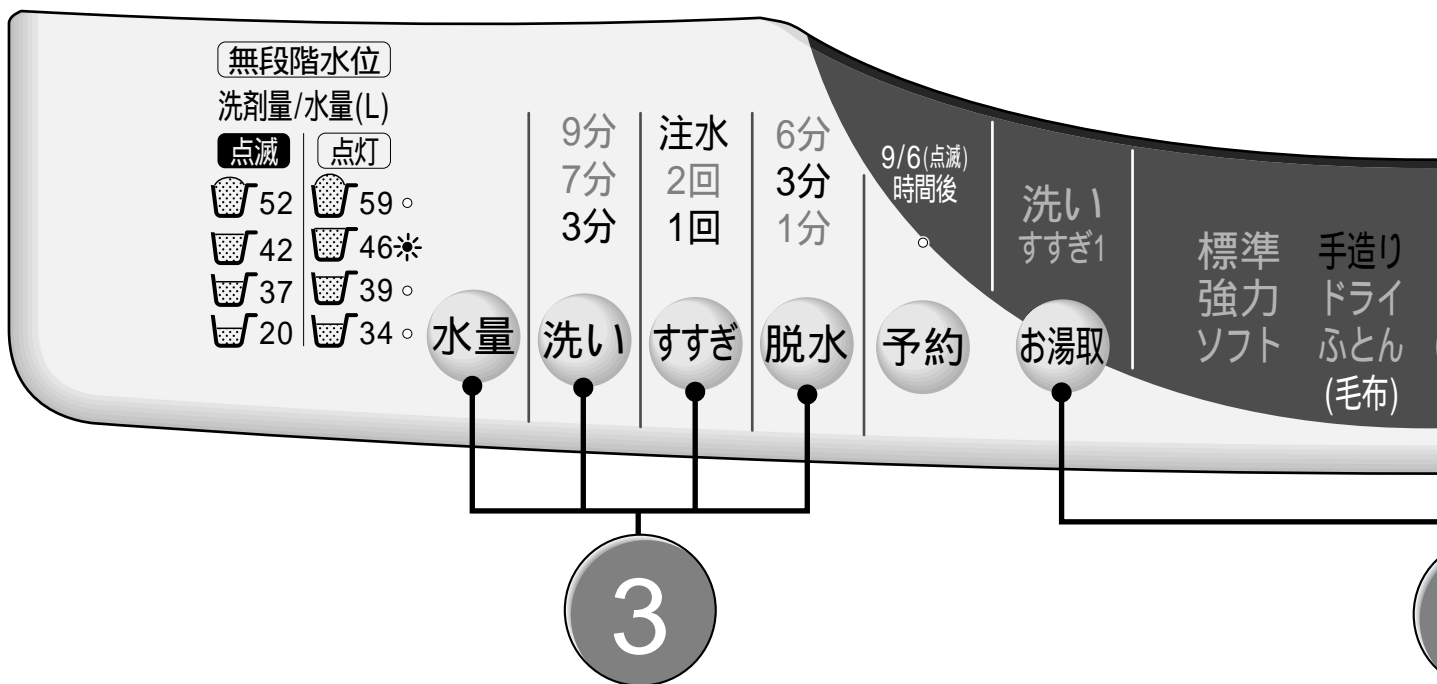 無段階水位
洗剤量/水量(L)
点滅 点灯
52 59
42 46
37 39
20 34
水量
9分
7分
3分
洗い
注水
2回
1回
すすぎ
6分
3分
1分
脱水
9/6(点滅)
時間後
予約
洗い
すすぎ1
お湯取
標準 手造り
強力 ドライ
ソフト ふとん
(毛布)
3